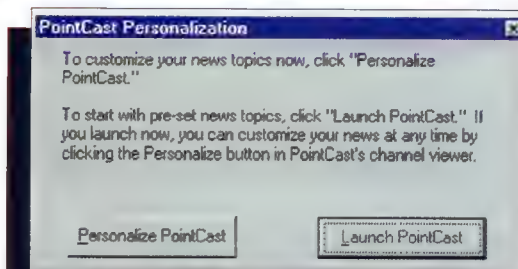 PointCast Personalization
To customize your news topics now, click "Personalize
PointCast."
To start with pre-set news topics, click "Launch PointCast." If
you launch now, you can customize your news at any time by
clicking the Personalize button in PointCast's channel viewer.
Personalize PointCast
Launch PointCast